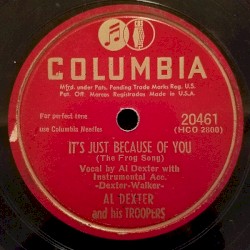 COLUMBIA
Mfrd. under Pats. Pending Trade Marks Reg. U.S.
Pat. Off. Marcas Registradas Made in U.S.A.
For perfect tone
use Columbia Needles
20461
(HCO 2800)
IT'S JUST BECAUSE OF YOU
(The Frog Song)
Vocal by Al Dexter with
Instrumental Acc.
-Dexter-Walker-
AL DEXTER
and his TROOPERS